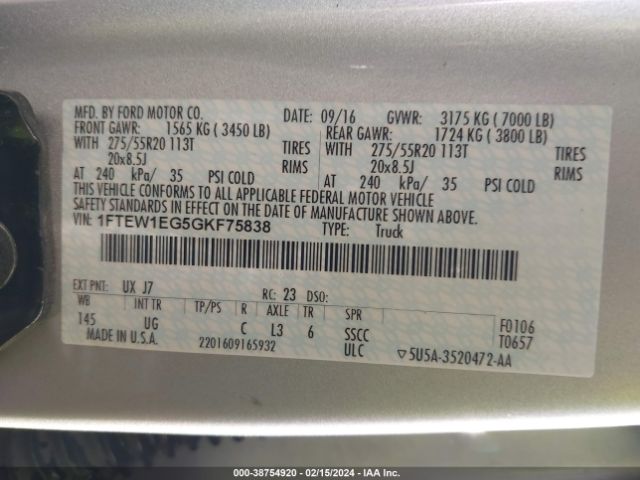 MFD. BY FORD MOTOR CO. DATE: 09/16 GVWR: 3175 KG ( 7000 LB)
FRONT GAWR: 1565 KG ( 3450 LB) REAR GAWR: 1724 KG ( 3800 LB)
WITH 275/55R20 113T TIRES WITH 275/55R20 113T TIRES
20x8.5J RIMS 20x8.5J RIMS
AT 240 kPa/ 35 PSI COLD AT 240 kPa/ 35 PSI COLD
THIS VEHICLE CONFORMS TO ALL APPLICABLE FEDERAL MOTOR VEHICLE
SAFETY STANDARDS IN EFFECT ON THE DATE OF MANUFACTURE SHOWN ABOVE.
VIN: 1FTEW1EG5GKF75838 TYPE: Truck
EXT PNT: UX J7 RC: 23 DSO:
WB INT TR TP/PS R AXLE TR SPR
145 UG C L3 6 SSCC F0106
MADE IN U.S.A. 2201609165932 ULC T0657
▽5U5A-3520472-AA
000-38754920 - 02/15/2024 - IAA Inc.